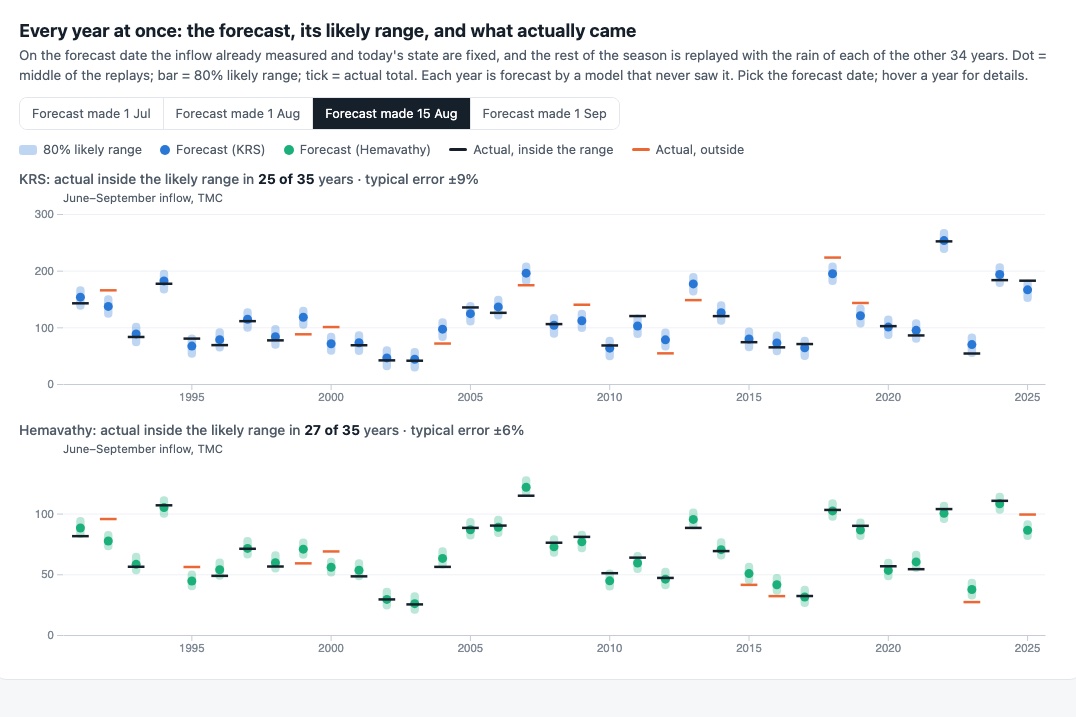 Every year at once: the forecast, its likely range, and what actually came
On the forecast date the inflow already measured and today's state are fixed, and the rest of the season is replayed with the rain of each of the other 34 years. Dot =
middle of the replays; bar = 80% likely range; tick = actual total. Each year is forecast by a model that never saw it. Pick the forecast date; hover a year for details.
Forecast made 1 Jul Forecast made 1 Aug Forecast made 15 Aug Forecast made 1 Sep
80% likely range Forecast (KRS) Forecast (Hemavathy) Actual, inside the range Actual, outside
KRS: actual inside the likely range in 25 of 35 years · typical error ±9%
June–September inflow, TMC
300
200
100
0
1995 2000 2005 2010 2015 2020 2025
Hemavathy: actual inside the likely range in 27 of 35 years · typical error ±6%
June–September inflow, TMC
100
50
0
1995 2000 2005 2010 2015 2020 2025